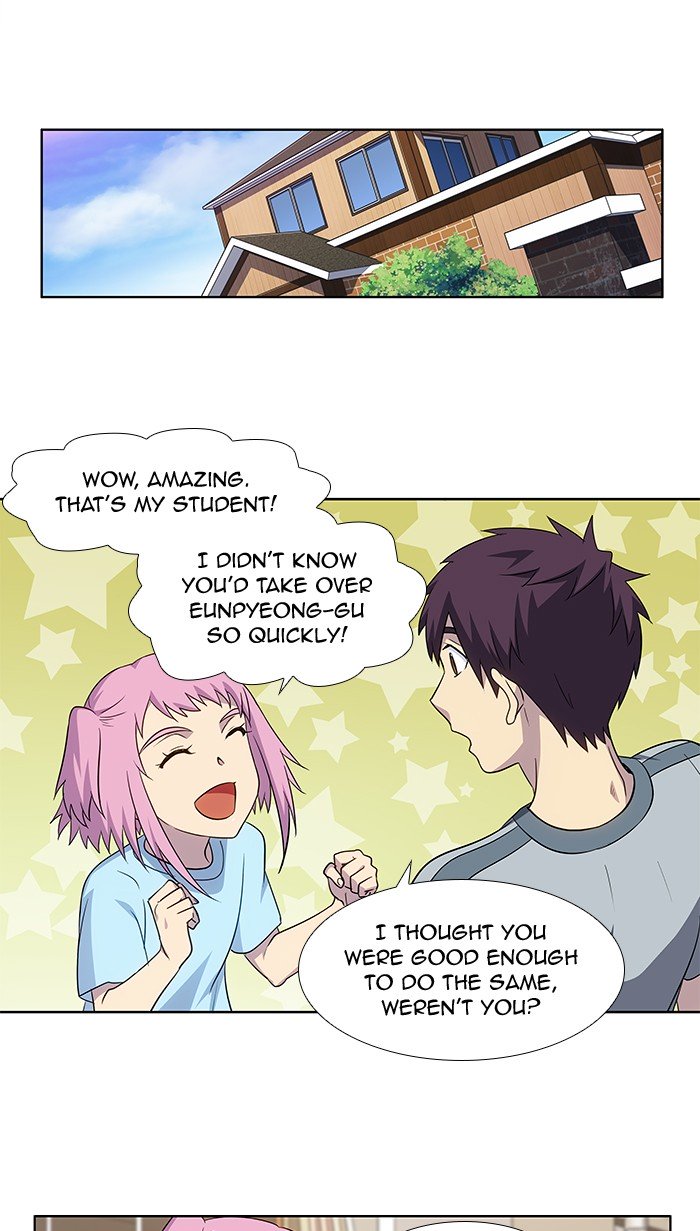 WOW, AMAZING.
THAT'S MY STUDENT!
I DIDN'T KNOW
YOU'D TAKE OVER
EUNPYEONG-GU
SO QUICKLY!
I THOUGHT YOU
WERE GOOD ENOUGH
TO DO THE SAME,
WEREN'T YOU?